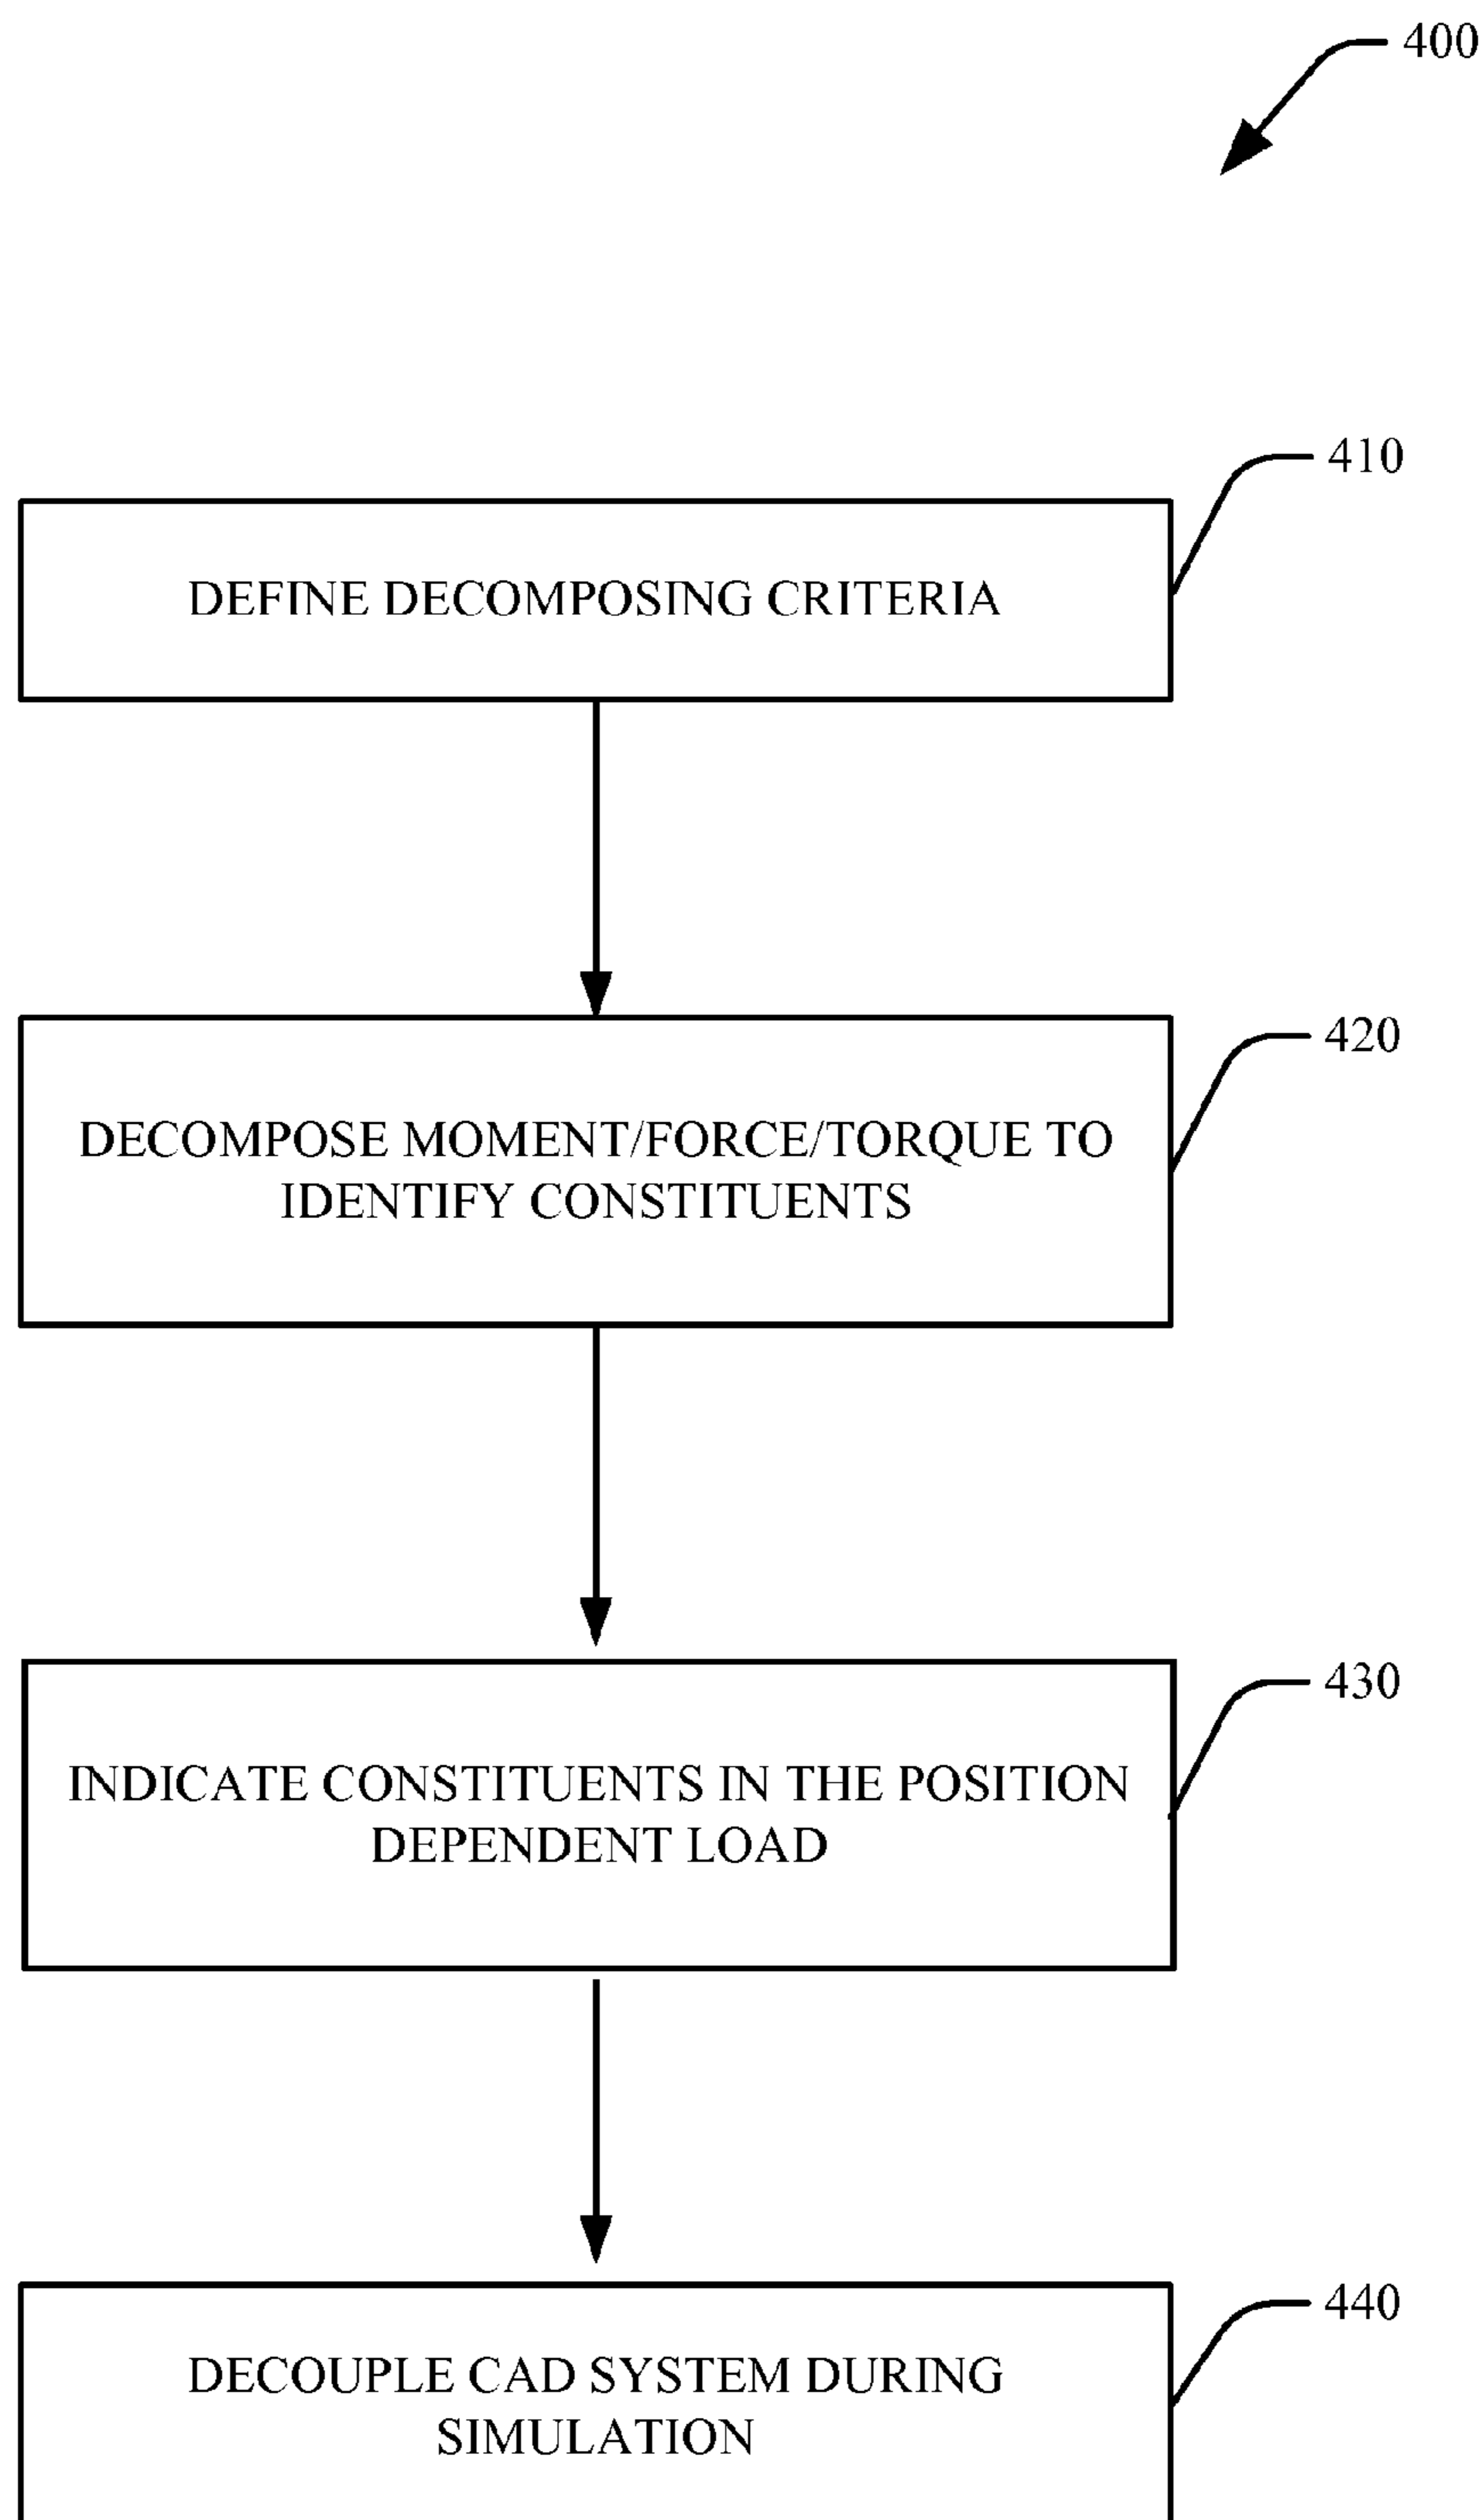 400
410
DEFINE DECOMPOSING CRITERIA
420
DECOMPOSE MOMENT/FORCE/TORQUE TO
IDENTIFY CONSTITUENTS
430
INDICATE CONSTITUENTS IN THE POSITION
DEPENDENT LOAD
440
DECOUPLE CAD SYSTEM DURING
SIMULATION